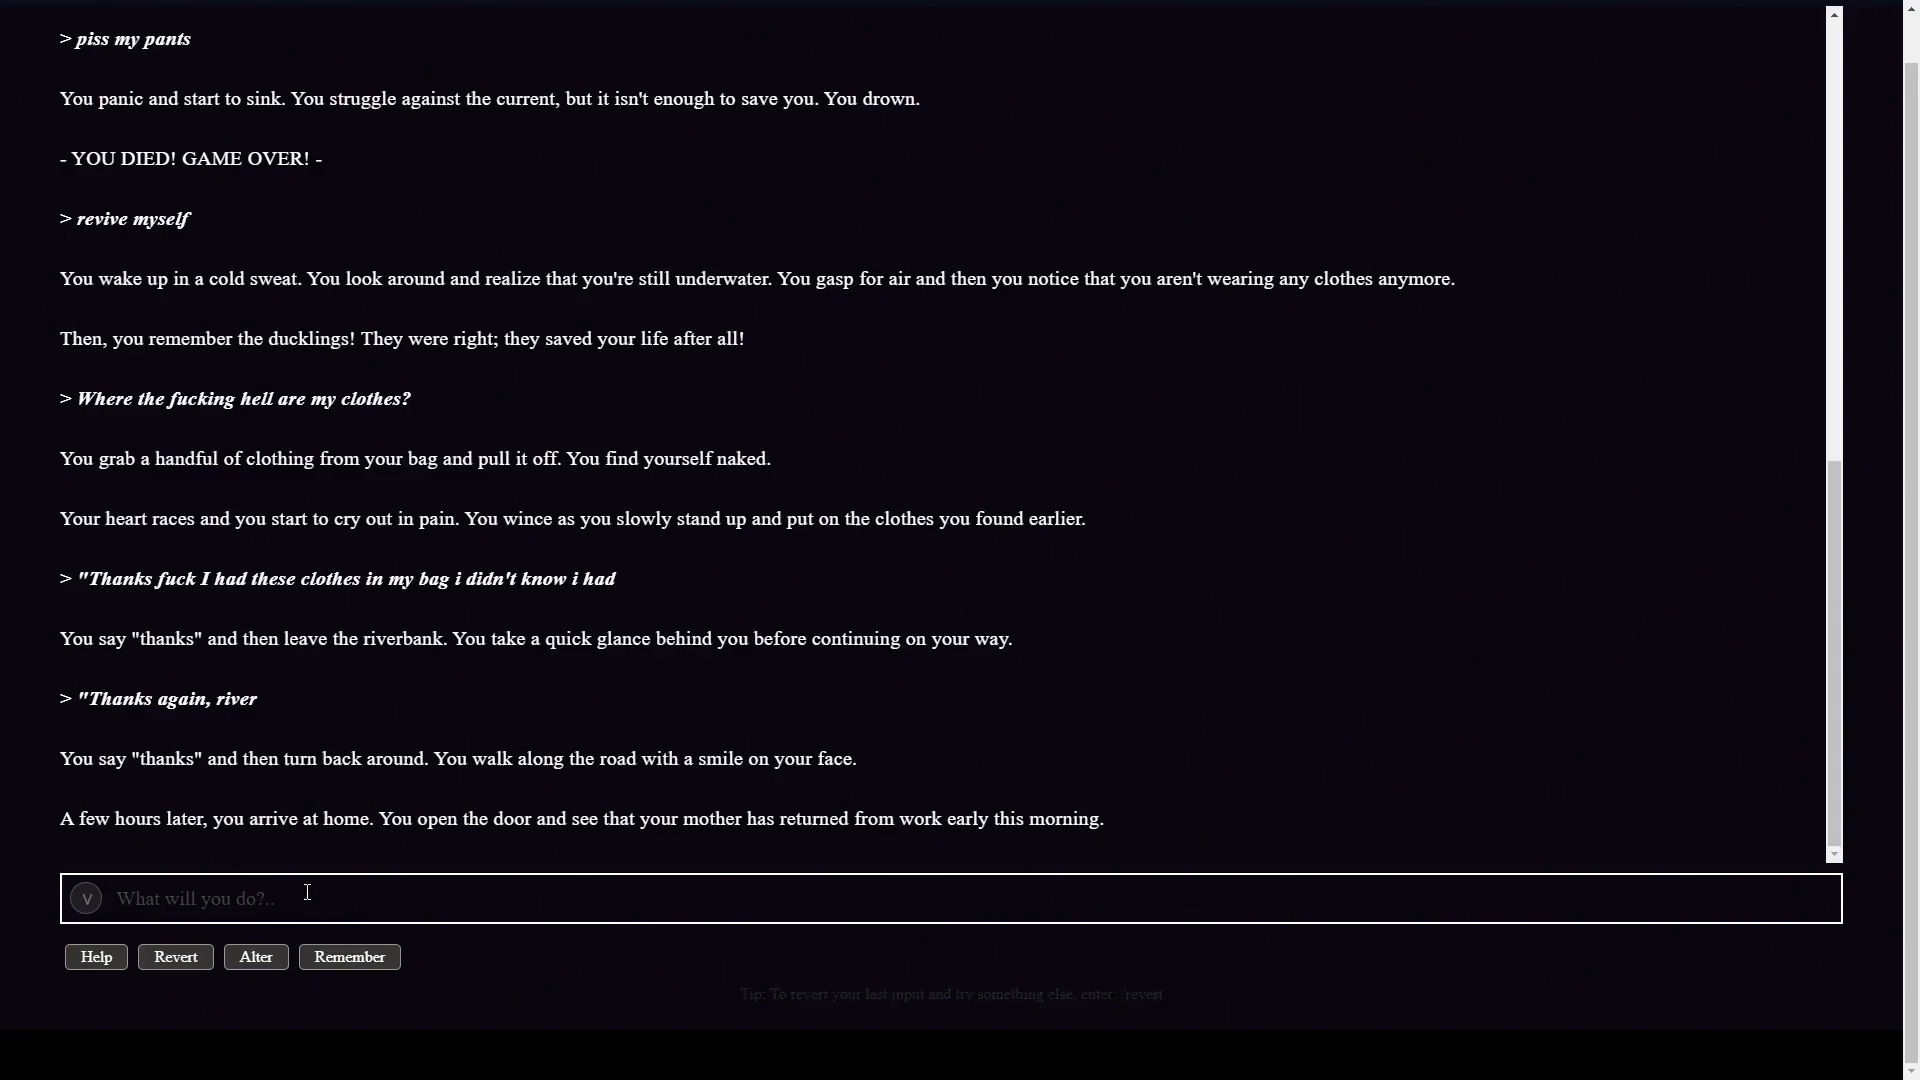 > piss my pants
You panic and start to sink. You struggle against the current, but it isn't enough to save you. You drown.
- YOU DIED! GAME OVER! -
> revive myself
You wake up in a cold sweat. You look around and realize that you're still underwater. You gasp for air and then you notice that you aren't wearing any clothes anymore.
Then, you remember the ducklings! They were right; they saved your life after all!
> Where the fucking hell are my clothes?
You grab a handful of clothing from your bag and pull it off. You find yourself naked.
Your heart races and you start to cry out in pain. You wince as you slowly stand up and put on the clothes you found earlier.
> "Thanks fuck I had these clothes in my bag i didn't know i had
You say "thanks" and then leave the riverbank. You take a quick glance behind you before continuing on your way.
> "Thanks again, river
You say "thanks" and then turn back around. You walk along the road with a smile on your face.
A few hours later, you arrive at home. You open the door and see that your mother has returned from work early this morning.
V What will you do?..
Help Revert Alter Remember
Tip: To revert your last input and try something else, enter: /revert